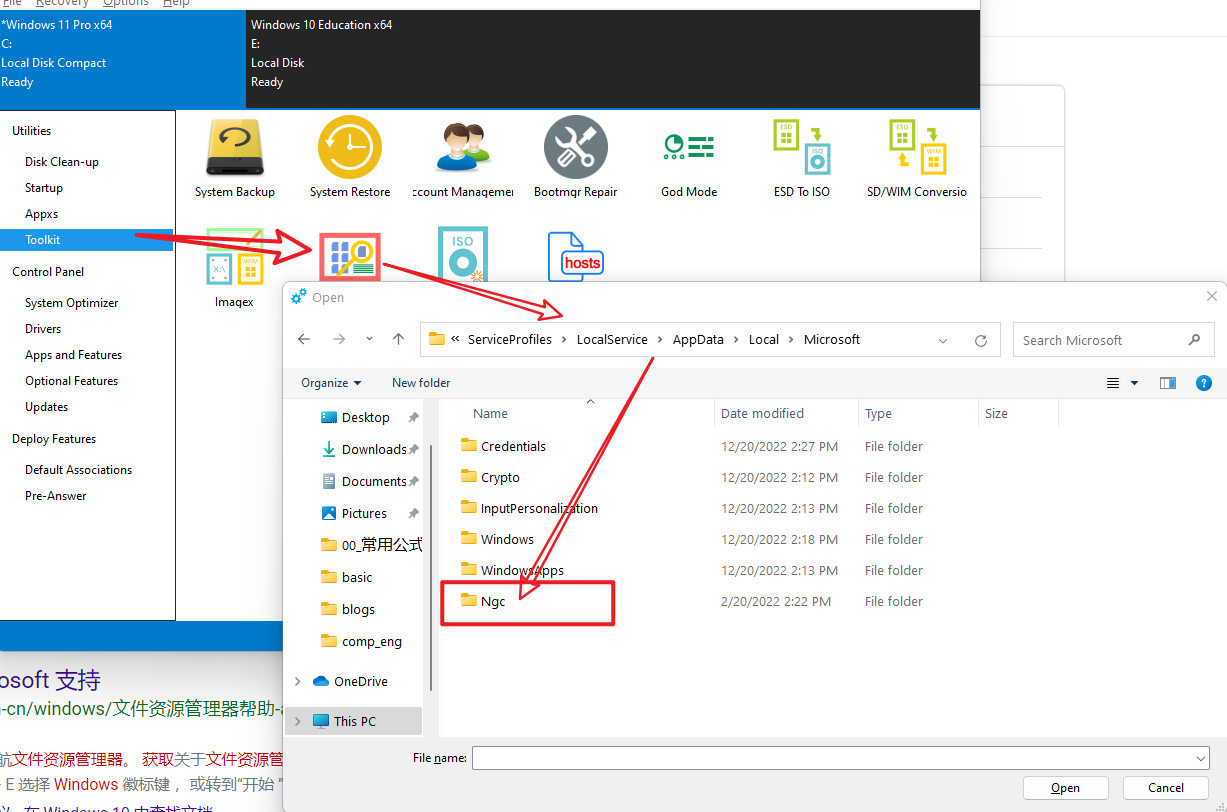 File Recovery Options Help
*Windows 11 Pro x64
C:
Local Disk Compact
Ready
Windows 10 Education x64
E:
Local Disk
Ready
Utilities
Disk Clean-up
Startup
Appxs
Toolkit
Control Panel
System Optimizer
Drivers
Apps and Features
Optional Features
Updates
Deploy Features
Default Associations
Pre-Answer
System Backup
System Restore
ccount Managemen
Bootmgr Repair
God Mode
ISO
ISO
ESD To ISO
ESD
WIM
SD/WIM Conversio
X:\
WIM
Imagex
ISO
hosts
Open
« ServiceProfiles › LocalService › AppData › Local › Microsoft
Search Microsoft
Organize
New folder
Name Date modified Type Size
Desktop
Downloads
Documents
Pictures
00_常用公式
basic
blogs
comp_eng
OneDrive
This PC
Credentials 12/20/2022 2:27 PM File folder
Crypto 12/20/2022 2:12 PM File folder
InputPersonalization 12/20/2022 2:13 PM File folder
Windows 12/20/2022 2:18 PM File folder
WindowsApps 12/20/2022 2:13 PM File folder
Ngc 2/20/2022 2:22 PM File folder
File name:
Open
Cancel
osoft 支持
-cn/windows/文件资源管理器帮助-a
航文件资源管理器。 获取关于文件资源管
E 选择 Windows 徽标键 ，或转到“开始 ”
在 Windows 10 中查找文档